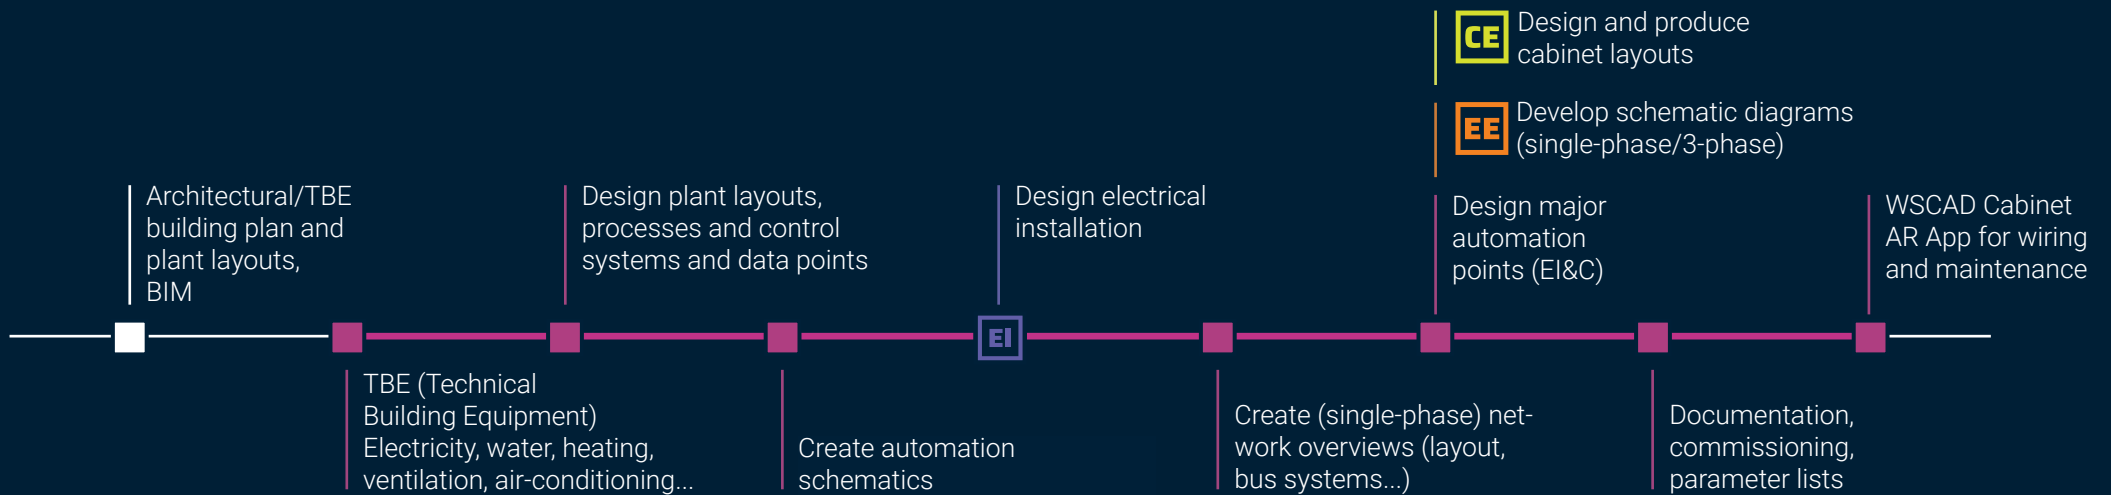 CE
Design and produce
cabinet layouts
EE
Develop schematic diagrams
(single-phase/3-phase)
Architectural/TBE
building plan and
plant layouts,
BIM
Design plant layouts,
processes and control
systems and data points
Design electrical
installation
Design major
automation
points (EI&C)
WSCAD Cabinet
AR App for wiring
and maintenance
EI
TBE (Technical
Building Equipment)
Electricity, water, heating,
ventilation, air-conditioning...
Create automation
schematics
Create (single-phase) net-
work overviews (layout,
bus systems...)
Documentation,
commissioning,
parameter lists